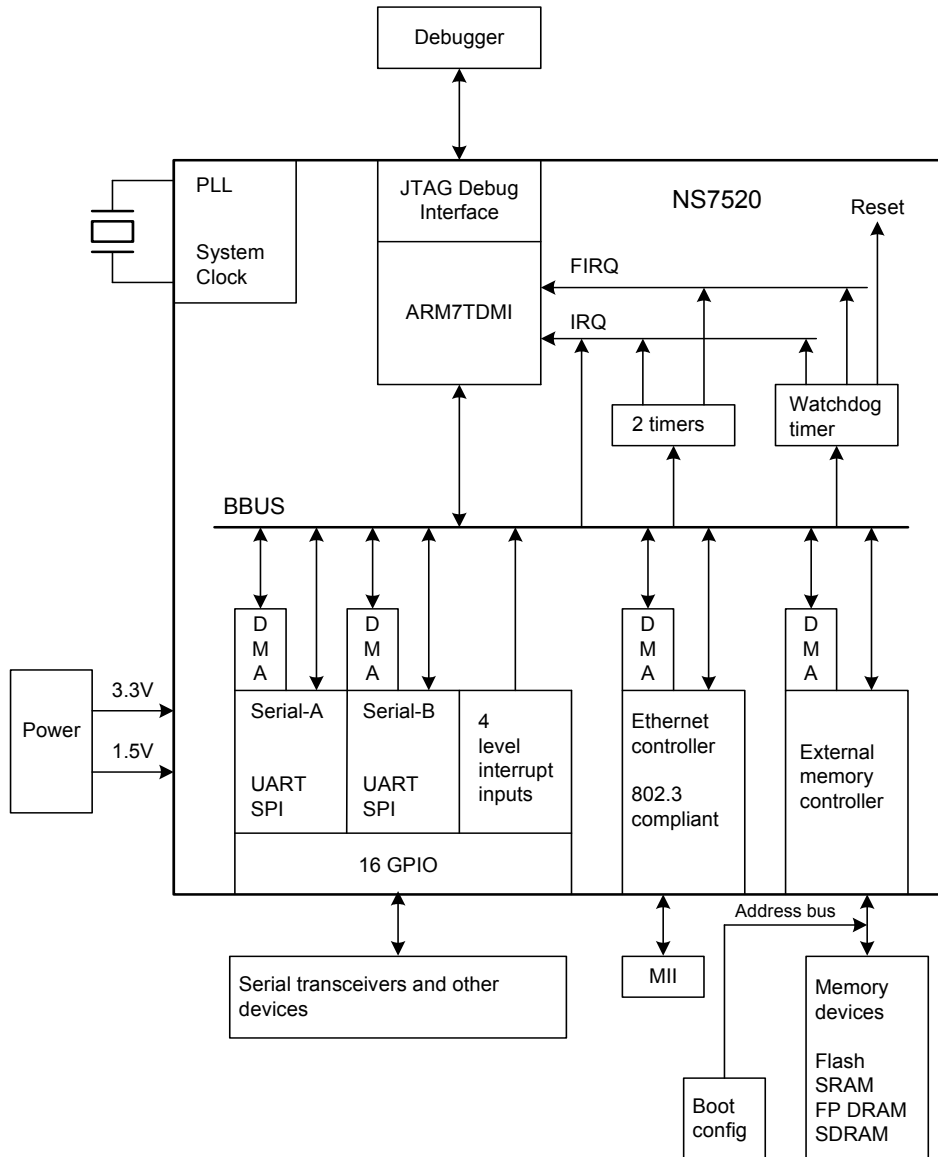 Debugger
PLL
System
Clock
JTAG Debug
Interface
NS7520
Reset
FIRQ
ARM7TDMI
IRQ
2 timers
Watchdog
timer
BBUS
D
M
A
D
M
A
D
M
A
D
M
A
Power
3.3V
1.5V
Serial-A
UART
SPI
Serial-B
UART
SPI
4
level
interrupt
inputs
Ethernet
controller
802.3
compliant
External
memory
controller
16 GPIO
Address bus
Serial transceivers and other
devices
MII
Memory
devices
Flash
SRAM
FP DRAM
SDRAM
Boot
config